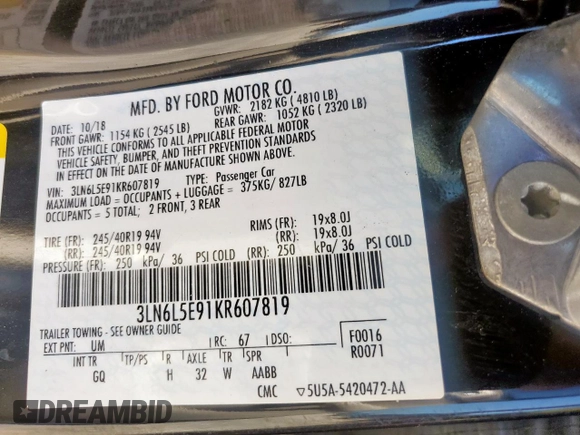 MFD. BY FORD MOTOR CO.
DATE: 10/18 GVWR: 2182 KG ( 4810 LB)
FRONT GAWR: 1154 KG ( 2545 LB) REAR GAWR: 1052 KG ( 2320 LB)
THIS VEHICLE CONFORMS TO ALL APPLICABLE FEDERAL MOTOR
VEHICLE SAFETY, BUMPER, AND THEFT PREVENTION STANDARDS
IN EFFECT ON THE DATE OF MANUFACTURE SHOWN ABOVE.
VIN: 3LN6L5E91KR607819 TYPE: Passenger Car
MAXIMUM LOAD = OCCUPANTS + LUGGAGE = 375KG/ 827LB
OCCUPANTS = 5 TOTAL; 2 FRONT, 3 REAR
TIRE (FR): 245/40R19 94V RIMS (FR): 19x8.0J
(RR): 245/40R19 94V (RR): 19x8.0J
PRESSURE (FR): 250 kPa/ 36 PSI COLD (RR): 250 kPa/ 36 PSI COLD
3LN6L5E91KR607819
TRAILER TOWING - SEE OWNER GUIDE
EXT PNT: UM RC: 67 DSO: F0016
R0071
INT TR TP/PS R AXLE TR SPR
GQ H 32 W AABB
CMC ▽5U5A-5420472-AA
DREAMBID